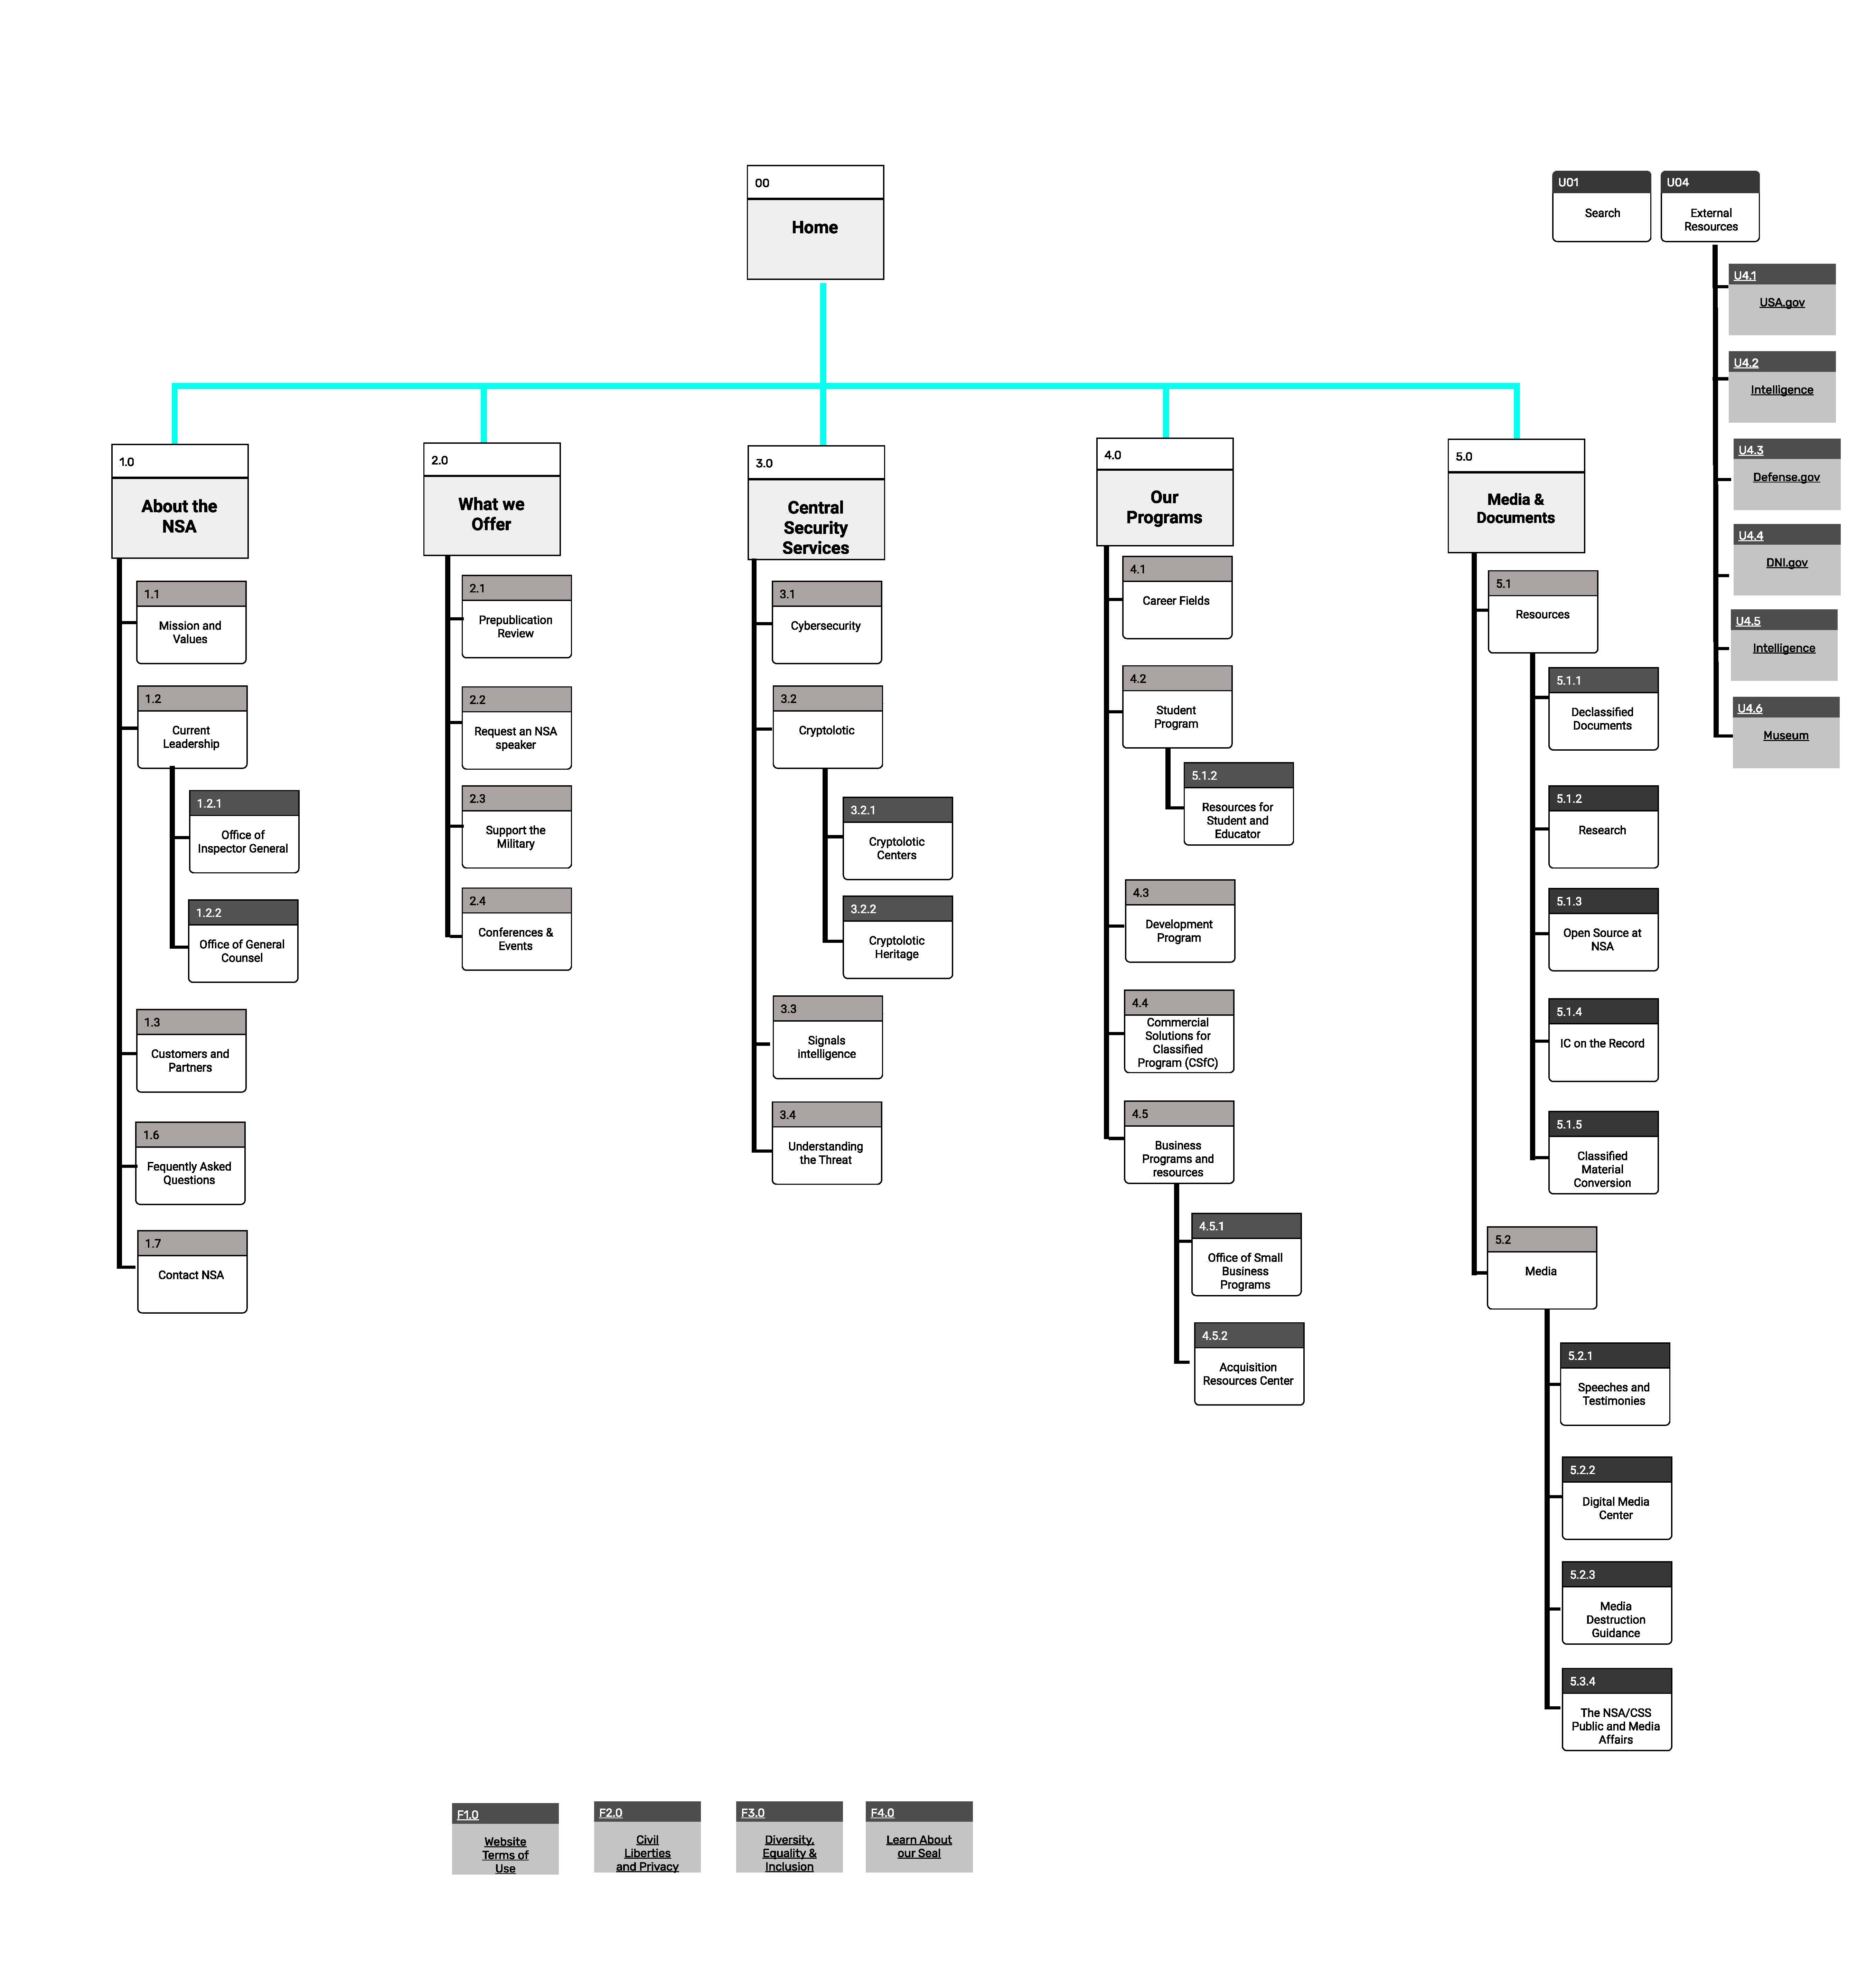 00
Home
U01
Search
U04
External
Resources
U4.1
USA.gov
U4.2
Intelligence
U4.3
Defense.gov
U4.4
DNI.gov
U4.5
Intelligence
U4.6
Museum
1.0
About the
NSA
1.1
Mission and
Values
1.2
Current
Leadership
1.2.1
Office of
Inspector General
1.2.2
Office of General
Counsel
1.3
Customers and
Partners
1.6
Fequently Asked
Questions
1.7
Contact NSA
2.0
What we
Offer
2.1
Prepublication
Review
2.2
Request an NSA
speaker
2.3
Support the
Military
2.4
Conferences &
Events
3.0
Central
Security
Services
3.1
Cybersecurity
3.2
Cryptolotic
3.2.1
Cryptolotic
Centers
3.2.2
Cryptolotic
Heritage
3.3
Signals
intelligence
3.4
Understanding
the Threat
4.0
Our
Programs
4.1
Career Fields
4.2
Student
Program
5.1.2
Resources for
Student and
Educator
4.3
Development
Program
4.4
Commercial
Solutions for
Classified
Program (CSfC)
4.5
Business
Programs and
resources
4.5.1
Office of Small
Business
Programs
4.5.2
Acquisition
Resources Center
5.0
Media &
Documents
5.1
Resources
5.1.1
Declassified
Documents
5.1.2
Research
5.1.3
Open Source at
NSA
5.1.4
IC on the Record
5.1.5
Classified
Material
Conversion
5.2
Media
5.2.1
Speeches and
Testimonies
5.2.2
Digital Media
Center
5.2.3
Media
Destruction
Guidance
5.3.4
The NSA/CSS
Public and Media
Affairs
F1.0
Website
Terms of
Use
F2.0
Civil
Liberties
and Privacy
F3.0
Diversity,
Equality &
Inclusion
F4.0
Learn About
our Seal